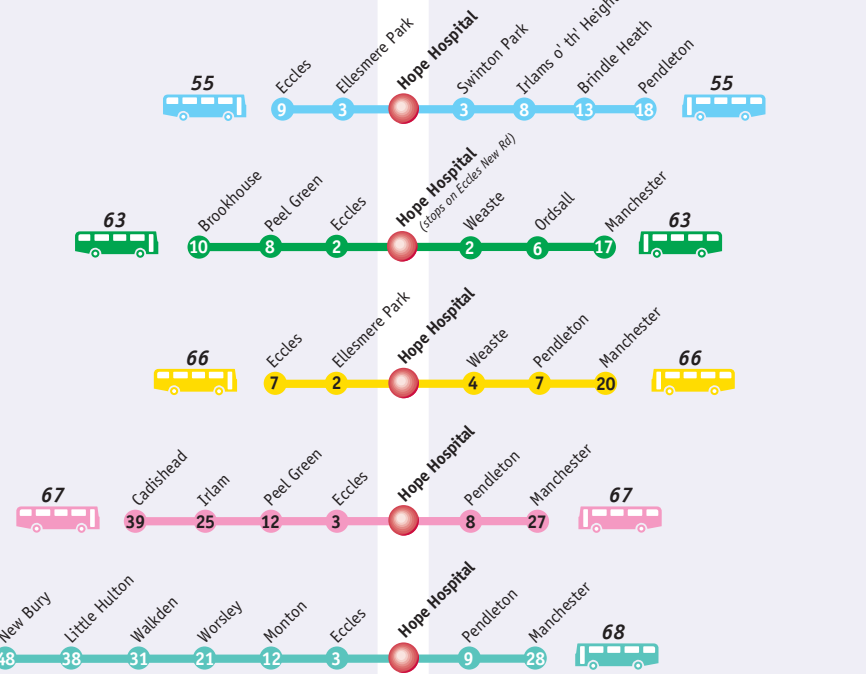 55
Eccles
Ellesmere Park
Hope Hospital
Swinton Park
Irlams o' th' Height
Brindle Heath
Pendleton
55
9
3
3
8
13
18
63
Brookhouse
Peel Green
Eccles
Hope Hospital
(stops on Eccles New Rd)
Weaste
Ordsall
Manchester
63
10
8
2
2
6
17
66
Eccles
Ellesmere Park
Hope Hospital
Weaste
Pendleton
Manchester
66
7
2
4
7
20
67
Cadishead
Irlam
Peel Green
Eccles
Hope Hospital
Pendleton
Manchester
67
39
25
12
3
8
27
New Bury
Little Hulton
Walkden
Worsley
Monton
Eccles
Hope Hospital
Pendleton
Manchester
68
48
38
31
21
12
3
9
28